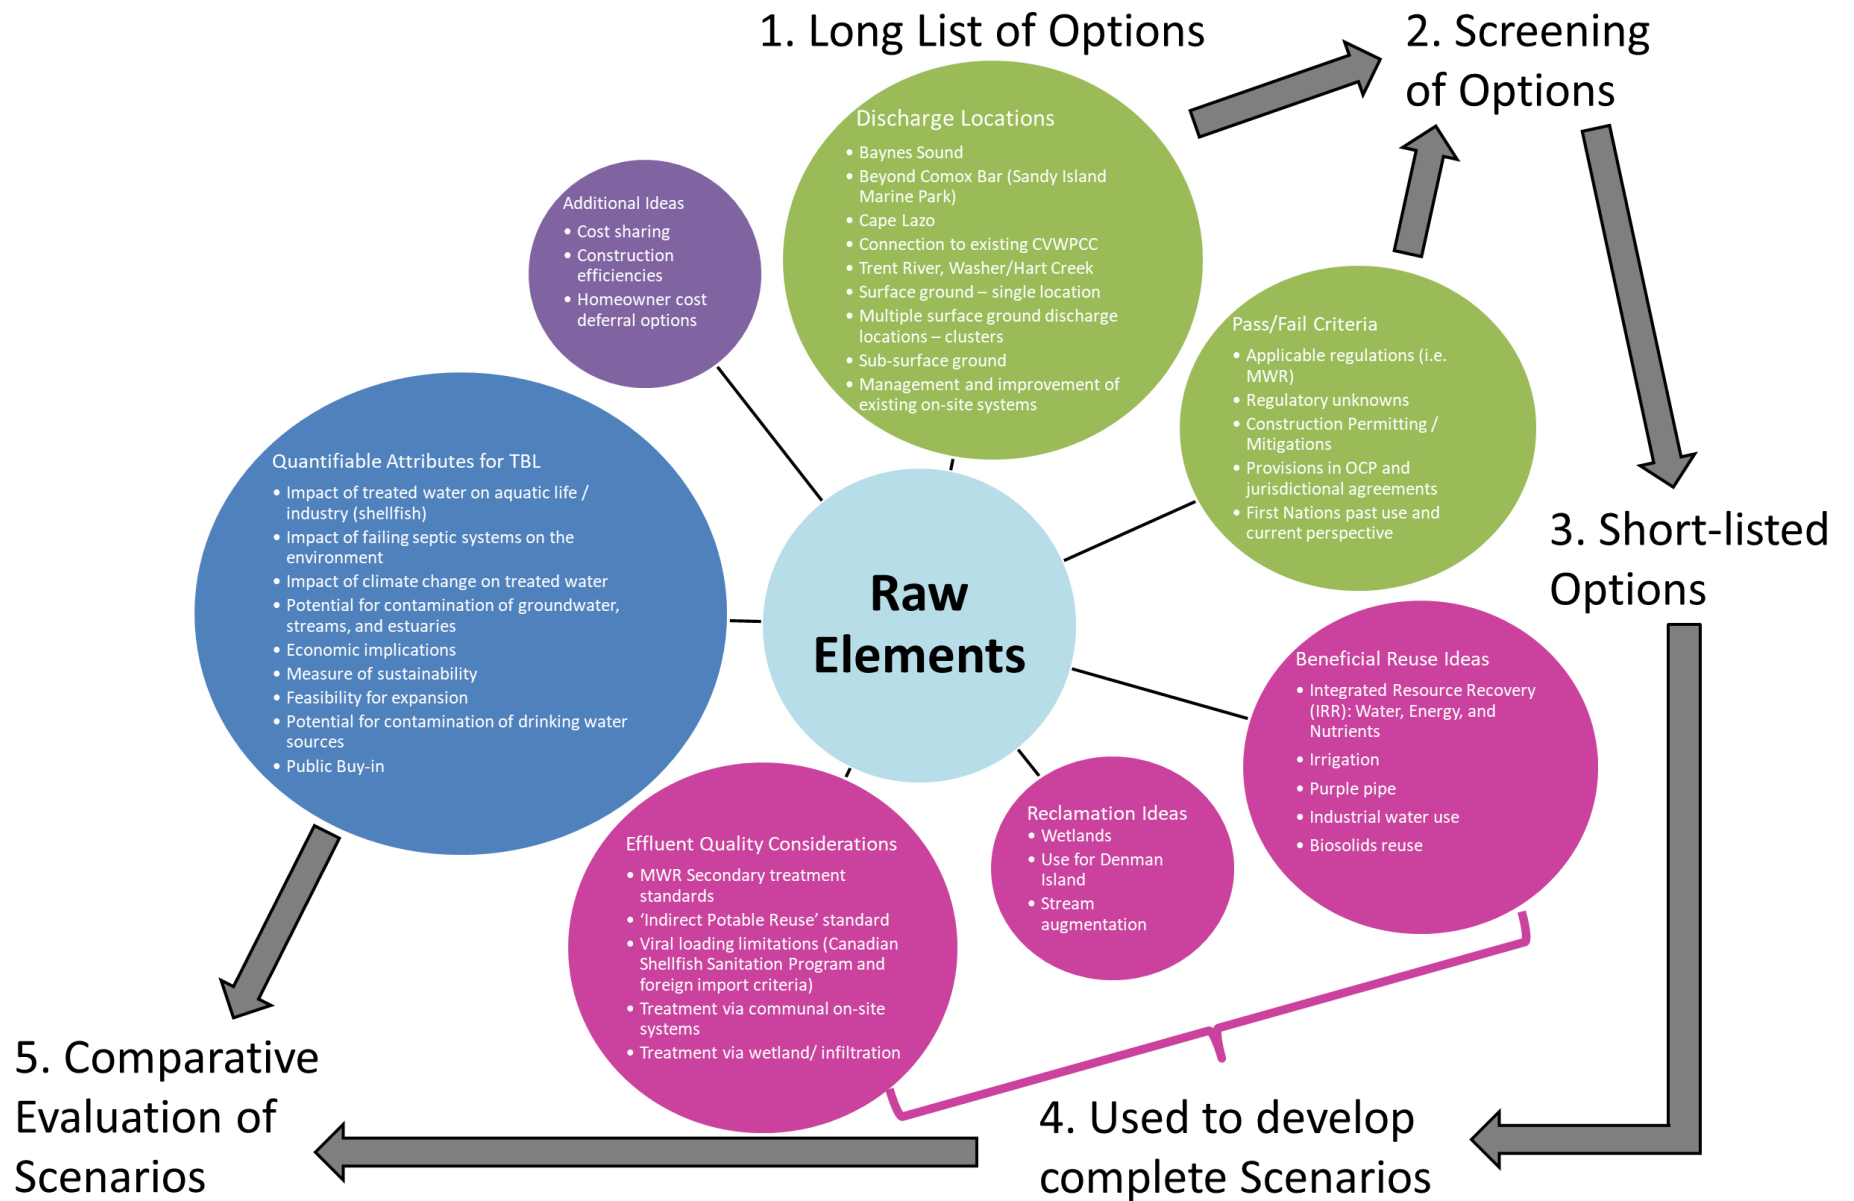 1. Long List of Options
2. Screening
of Options
Discharge Locations
• Baynes Sound
• Beyond Comox Bar (Sandy Island
Marine Park)
• Cape Lazo
• Connection to existing CVWPCC
• Trent River, Washer/Hart Creek
• Surface ground – single location
• Multiple surface ground discharge
locations – clusters
• Sub-surface ground
• Management and improvement of
existing on-site systems
Additional Ideas
• Cost sharing
• Construction
efficiencies
• Homeowner cost
deferral options
Pass/Fail Criteria
• Applicable regulations (i.e.
MWR)
• Regulatory unknowns
• Construction Permitting /
Mitigations
• Provisions in OCP and
jurisdictional agreements
• First Nations past use and
current perspective
Quantifiable Attributes for TBL
• Impact of treated water on aquatic life /
industry (shellfish)
• Impact of failing septic systems on the
environment
• Impact of climate change on treated water
• Potential for contamination of groundwater,
streams, and estuaries
• Economic implications
• Measure of sustainability
• Feasibility for expansion
• Potential for contamination of drinking water
sources
• Public Buy-in
Raw
Elements
3. Short-listed
Options
Beneficial Reuse Ideas
• Integrated Resource Recovery
(IRR): Water, Energy, and
Nutrients
• Irrigation
• Purple pipe
• Industrial water use
• Biosolids reuse
Reclamation Ideas
• Wetlands
• Use for Denman
Island
• Stream
augmentation
Effluent Quality Considerations
• MWR Secondary treatment
standards
• ‘Indirect Potable Reuse’ standard
• Viral loading limitations (Canadian
Shellfish Sanitation Program and
foreign import criteria)
• Treatment via communal on-site
systems
• Treatment via wetland/ infiltration
4. Used to develop
complete Scenarios
5. Comparative
Evaluation of
Scenarios